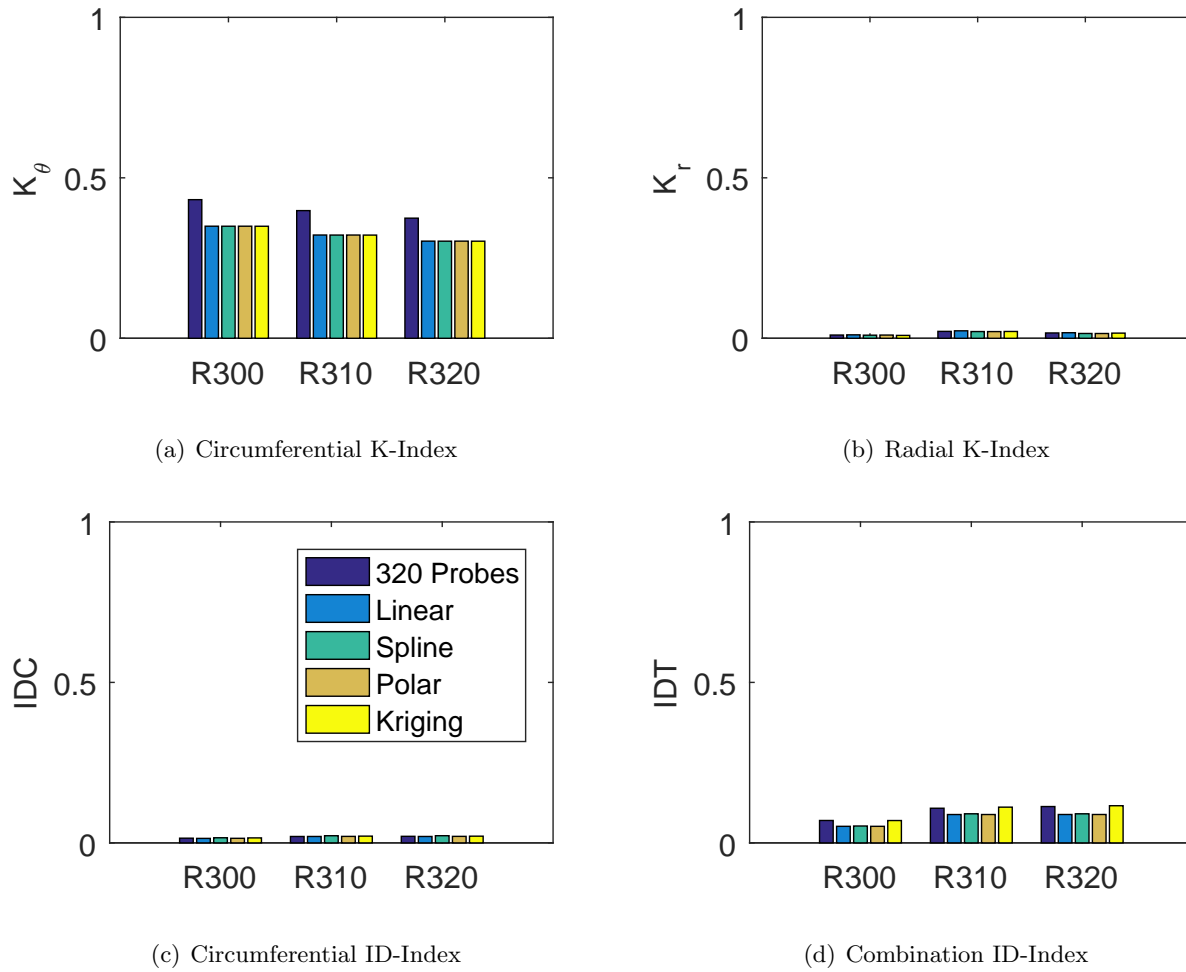 1
0.5
0
K_θ
R300 R310 R320
(a) Circumferential K-Index
1
0.5
0
K_r
R300 R310 R320
(b) Radial K-Index
1
0.5
0
IDC
320 Probes
Linear
Spline
Polar
Kriging
R300 R310 R320
(c) Circumferential ID-Index
1
0.5
0
IDT
R300 R310 R320
(d) Combination ID-Index